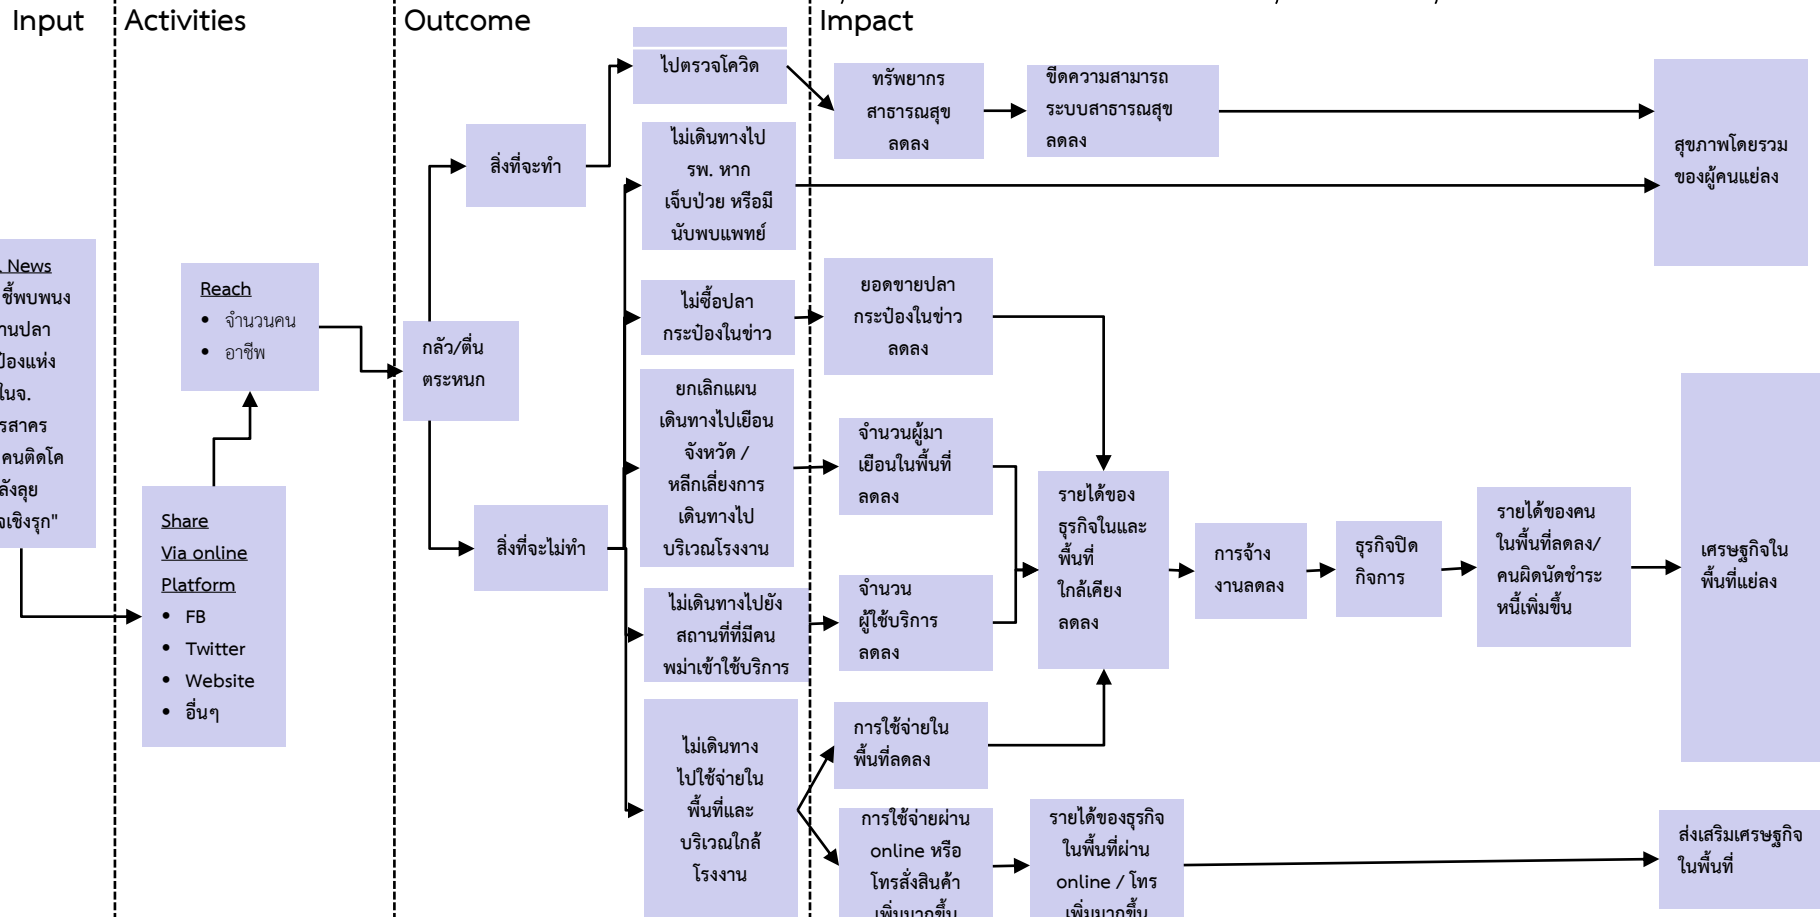 Input
Activities
Outcome
Impact
News
ชี้พบพนง
านปลา
ป๋องแห่ง
ในจ.
รสาคร
คนติดโค
ลังลุย
จเชิงรุก"
Share
Via online
Platform
• FB
• Twitter
• Website
• อื่นๆ
Reach
• จำนวนคน
• อาชีพ
กลัว/ตื่น
ตระหนก
สิ่งที่จะทำ
สิ่งที่จะไม่ทำ
ไปตรวจโควิด
ไม่เดินทางไป
รพ. หาก
เจ็บป่วย หรือมี
นับพบแพทย์
ไม่ซื้อปลา
กระป๋องในข่าว
ยกเลิกแผน
เดินทางไปเยือน
จังหวัด /
หลีกเลี่ยงการ
เดินทางไป
บริเวณโรงงาน
ไม่เดินทางไปยัง
สถานที่ที่มีคน
พม่าเข้าใช้บริการ
ไม่เดินทาง
ไปใช้จ่ายใน
พื้นที่และ
บริเวณใกล้
โรงงาน
ทรัพยากร
สาธารณสุข
ลดลง
ขีดความสามารถ
ระบบสาธารณสุข
ลดลง
สุขภาพโดยรวม
ของผู้คนแย่ลง
ยอดขายปลา
กระป๋องในข่าว
ลดลง
จำนวนผู้มา
เยือนในพื้นที่
ลดลง
จำนวน
ผู้ใช้บริการ
ลดลง
การใช้จ่ายใน
พื้นที่ลดลง
รายได้ของ
ธุรกิจในและ
พื้นที่
ใกล้เคียง
ลดลง
การจ้าง
งานลดลง
ธุรกิจปิด
กิจการ
รายได้ของคน
ในพื้นที่ลดลง/
คนผิดนัดชำระ
หนี้เพิ่มขึ้น
เศรษฐกิจใน
พื้นที่แย่ลง
การใช้จ่ายผ่าน
online หรือ
โทรสั่งสินค้า
เพิ่มมากขึ้น
รายได้ของธุรกิจ
ในพื้นที่ผ่าน
online / โทร
เพิ่มมากขึ้น
ส่งเสริมเศรษฐกิจ
ในพื้นที่